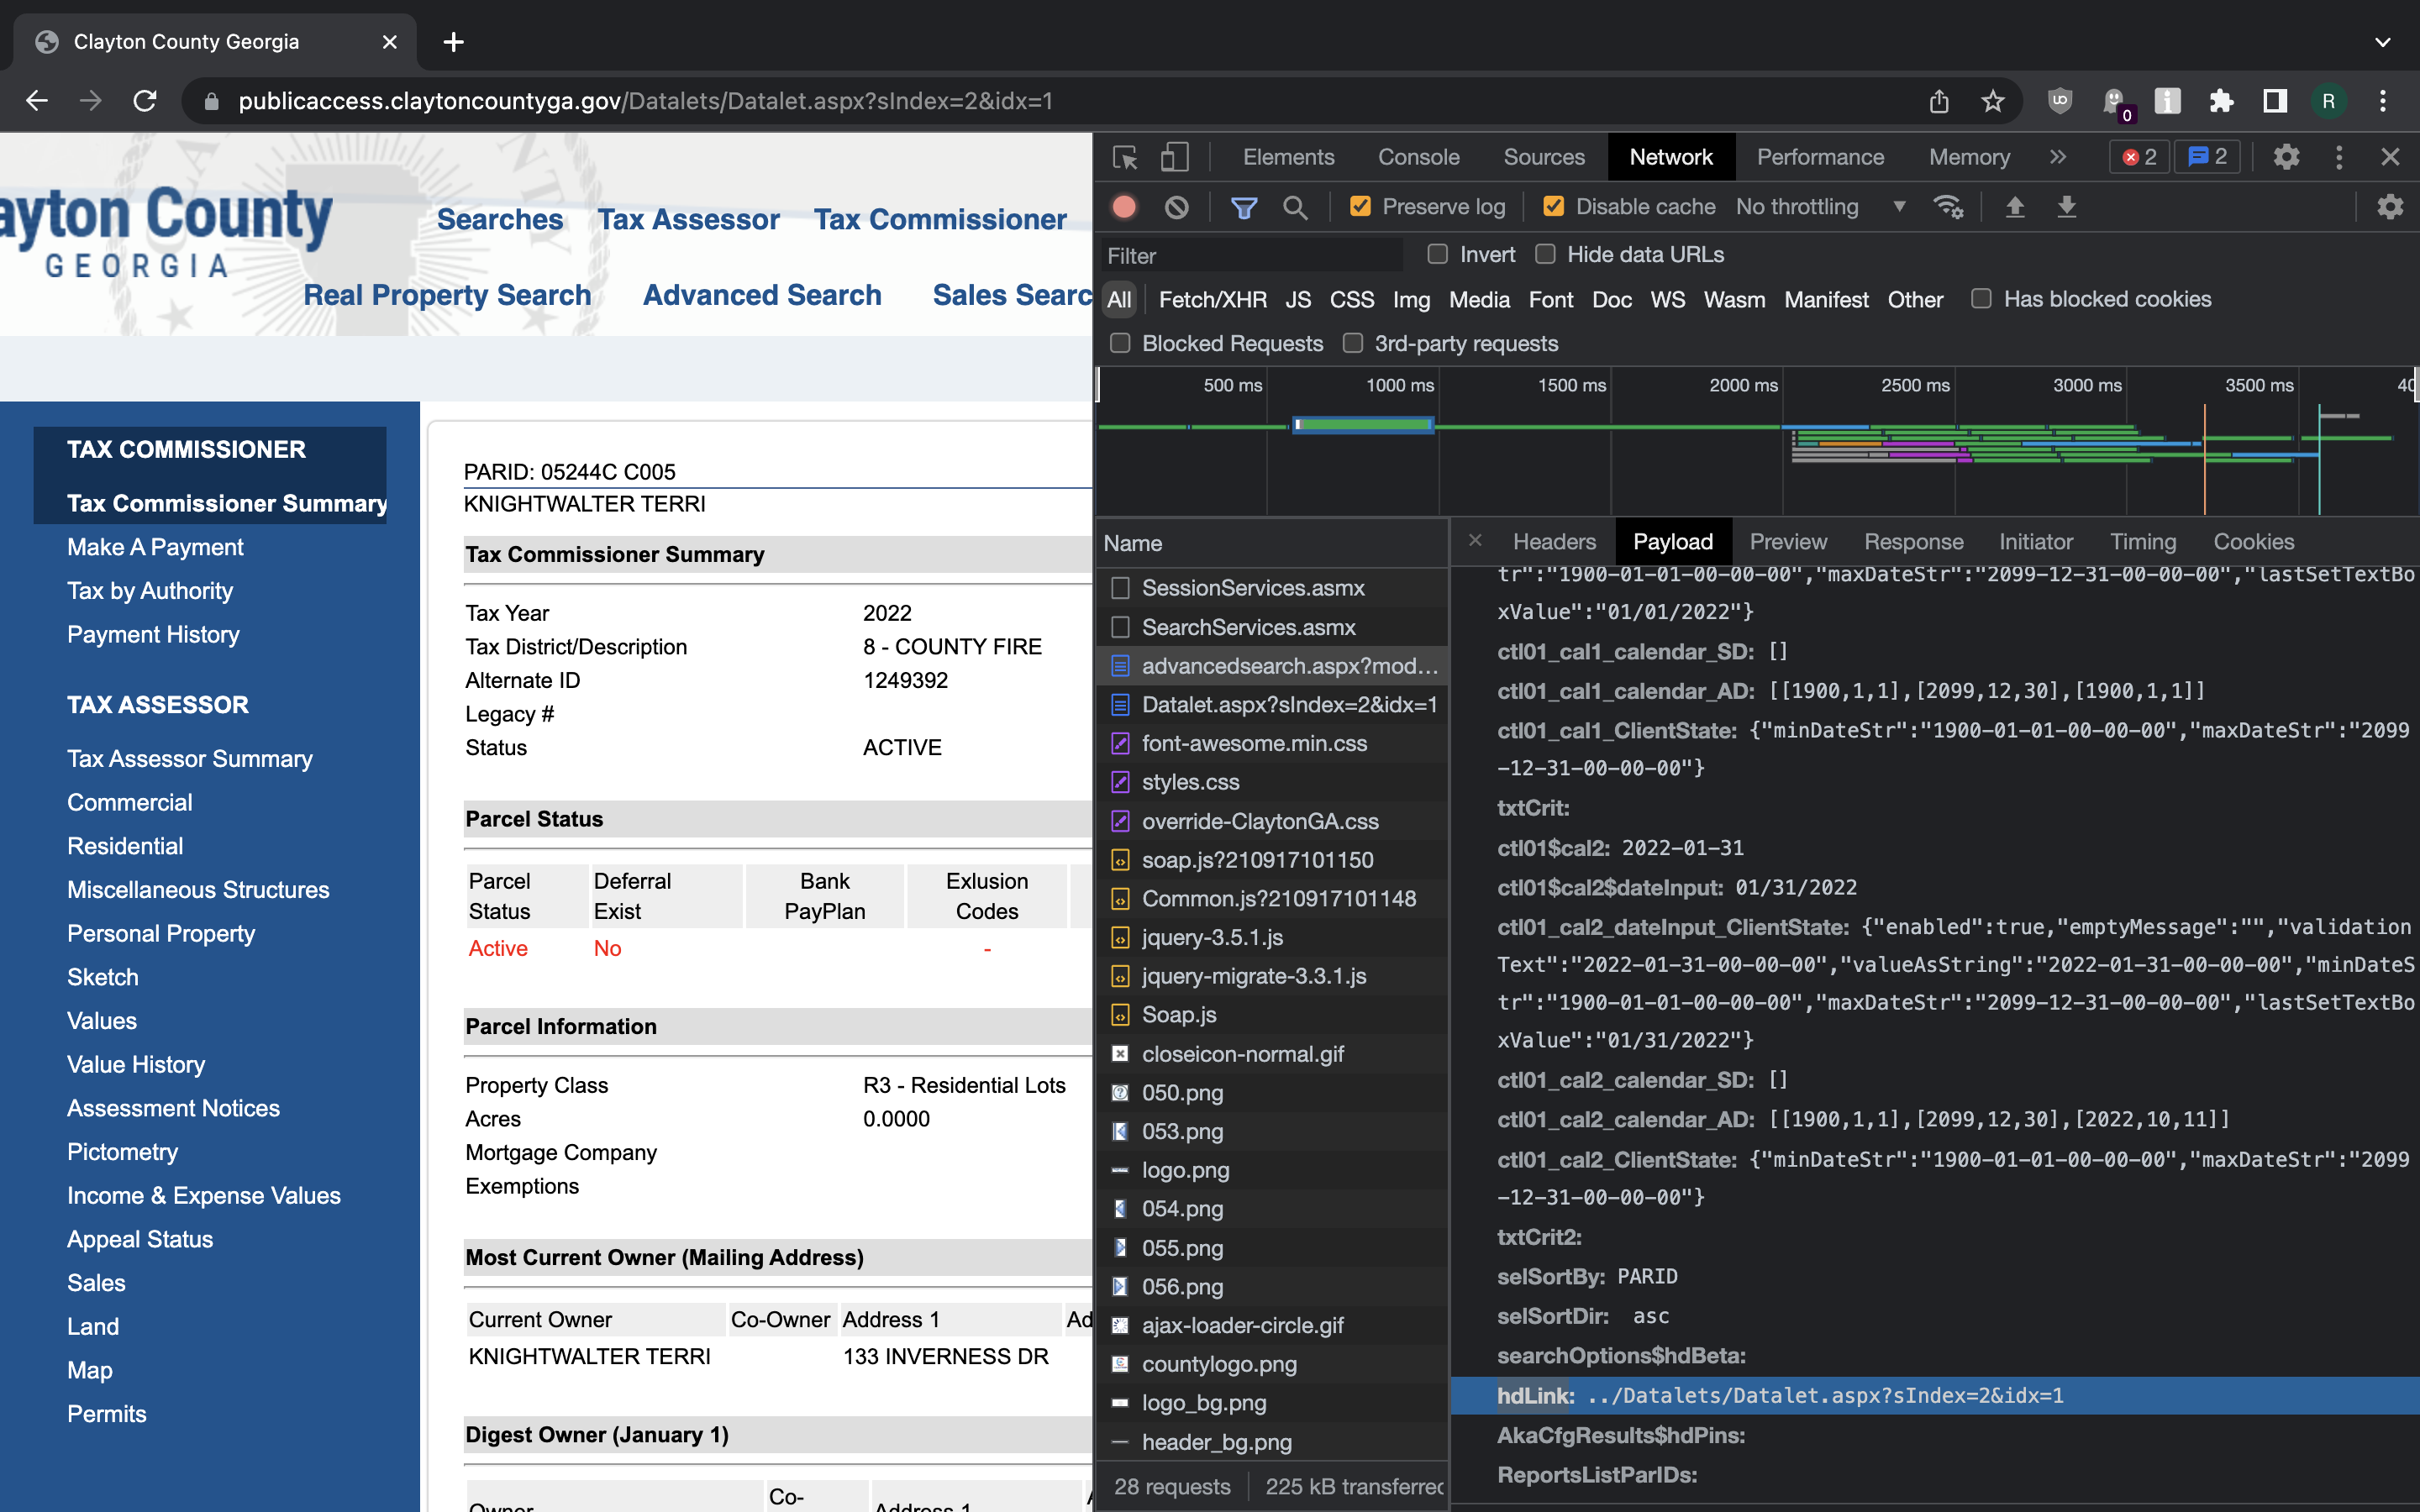 Clayton County Georgia
publicaccess.claytoncountyga.gov/Datalets/Datalet.aspx?sIndex=2&idx=1
0
R
ayton County
GEORGIA
Searches Tax Assessor Tax Commissioner
Real Property Search Advanced Search Sales Searc
TAX COMMISSIONER
Tax Commissioner Summary
Make A Payment
Tax by Authority
Payment History
TAX ASSESSOR
Tax Assessor Summary
Commercial
Residential
Miscellaneous Structures
Personal Property
Sketch
Values
Value History
Assessment Notices
Pictometry
Income & Expense Values
Appeal Status
Sales
Land
Map
Permits
PARID: 05244C C005
KNIGHTWALTER TERRI
Tax Commissioner Summary
Tax Year 2022
Tax District/Description 8 - COUNTY FIRE
Alternate ID 1249392
Legacy #
Status ACTIVE
Parcel Status
Parcel Status Deferral Exist Bank PayPlan Exlusion Codes
Active No -
Parcel Information
Property Class R3 - Residential Lots
Acres 0.0000
Mortgage Company
Exemptions
Most Current Owner (Mailing Address)
Current Owner Co-Owner Address 1 Ad
KNIGHTWALTER TERRI 133 INVERNESS DR
Digest Owner (January 1)
Owner Co- Address 1
Elements Console Sources Network Performance Memory 2 2
Preserve log Disable cache No throttling
Filter Invert Hide data URLs
All Fetch/XHR JS CSS Img Media Font Doc WS Wasm Manifest Other Has blocked cookies
Blocked Requests 3rd-party requests
500 ms 1000 ms 1500 ms 2000 ms 2500 ms 3000 ms 3500 ms 40
Name
SessionServices.asmx
SearchServices.asmx
advancedsearch.aspx?mod…
Datalet.aspx?sIndex=2&idx=1
font-awesome.min.css
styles.css
override-ClaytonGA.css
soap.js?210917101150
Common.js?210917101148
jquery-3.5.1.js
jquery-migrate-3.3.1.js
Soap.js
closeicon-normal.gif
050.png
053.png
logo.png
054.png
055.png
056.png
ajax-loader-circle.gif
countylogo.png
logo_bg.png
header_bg.png
28 requests 225 kB transferred
Headers Payload Preview Response Initiator Timing Cookies
tr":"1900-01-01-00-00-00","maxDateStr":"2099-12-31-00-00-00","lastSetTextBo
xValue":"01/01/2022"}
ctl01_cal1_calendar_SD: []
ctl01_cal1_calendar_AD: [[1900,1,1],[2099,12,30],[1900,1,1]]
ctl01_cal1_ClientState: {"minDateStr":"1900-01-01-00-00-00","maxDateStr":"2099
-12-31-00-00-00"}
txtCrit:
ctl01$cal2: 2022-01-31
ctl01$cal2$dateInput: 01/31/2022
ctl01_cal2_dateInput_ClientState: {"enabled":true,"emptyMessage":"","validation
Text":"2022-01-31-00-00-00","valueAsString":"2022-01-31-00-00-00","minDateS
tr":"1900-01-01-00-00-00","maxDateStr":"2099-12-31-00-00-00","lastSetTextBo
xValue":"01/31/2022"}
ctl01_cal2_calendar_SD: []
ctl01_cal2_calendar_AD: [[1900,1,1],[2099,12,30],[2022,10,11]]
ctl01_cal2_ClientState: {"minDateStr":"1900-01-01-00-00-00","maxDateStr":"2099
-12-31-00-00-00"}
txtCrit2:
selSortBy: PARID
selSortDir: asc
searchOptions$hdBeta:
hdLink: ../Datalets/Datalet.aspx?sIndex=2&idx=1
AkaCfgResults$hdPins:
ReportsListParIDs: